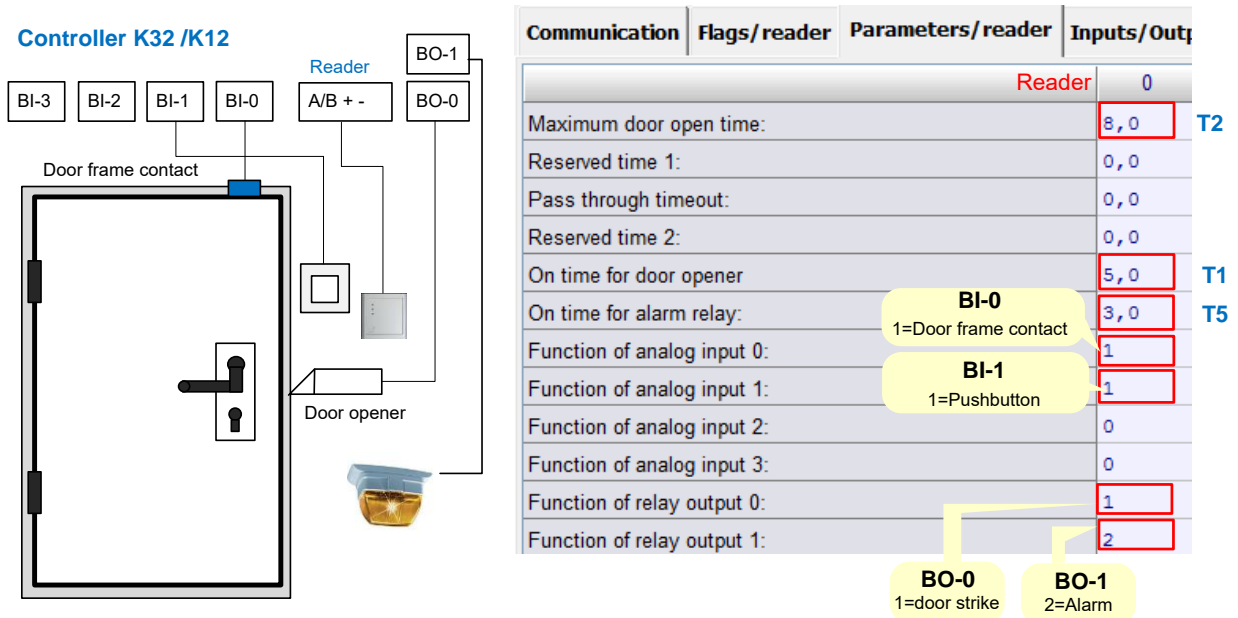 Controller K32 /K12
BO-1
Reader
BI-3 BI-2 BI-1 BI-0 A/B + - BO-0
Door frame contact
Door opener
Communication Flags/reader Parameters/reader Inputs/Outp
Reader 0
Maximum door open time: 8,0 T2
Reserved time 1: 0,0
Pass through timeout: 0,0
Reserved time 2: 0,0
On time for door opener 5,0 T1
On time for alarm relay: 3,0 T5
BI-0
1=Door frame contact
Function of analog input 0: 1
BI-1
1=Pushbutton
Function of analog input 1: 1
Function of analog input 2: 0
Function of analog input 3: 0
Function of relay output 0: 1
Function of relay output 1: 2
BO-0
1=door strike
BO-1
2=Alarm